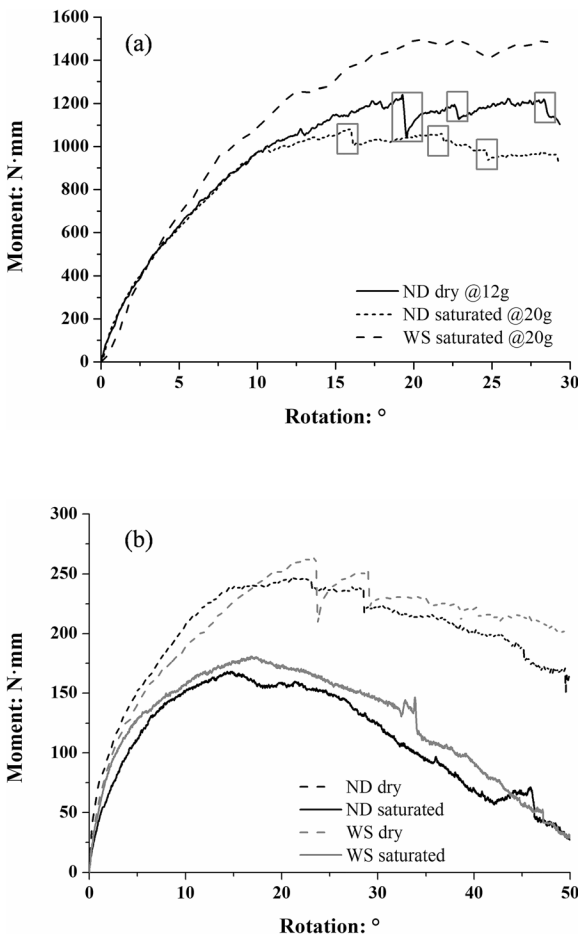 (a)
Moment: N·mm
1600
1400
1200
1000
800
600
400
200
0
ND dry @12g
ND saturated @20g
WS saturated @20g
0 5 10 15 20 25 30
Rotation: °
(b)
Moment: N·mm
300
250
200
150
100
50
0
ND dry
ND saturated
WS dry
WS saturated
0 10 20 30 40 50
Rotation: °